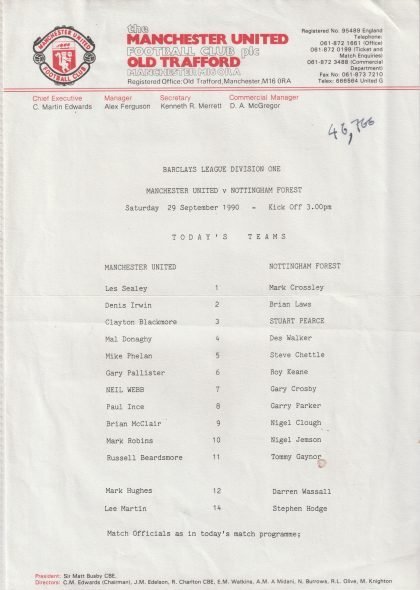 MANCHESTER UNITED
FOOTBALL CLUB
the
MANCHESTER UNITED
FOOTBALL CLUB plc
OLD TRAFFORD
MANCHESTER M16 0RA
Registered Office: Old Trafford, Manchester, M16 0RA
Registered No. 95489 England
Telephone:
061-872 1661 (Office)
061-872 0199 (Ticket and
Match Enquiries)
061-872 3488 (Commercial
Department)
Fax No: 061-873 7210
Telex: 666564 United G
Chief Executive Manager Secretary Commercial Manager
C. Martin Edwards Alex Ferguson Kenneth R. Merrett D. A. McGregor
BARCLAYS LEAGUE DIVISION ONE
MANCHESTER UNITED v NOTTINGHAM FOREST
Saturday 29 September 1990 - Kick Off 3.00pm
TODAY'S TEAMS
MANCHESTER UNITED NOTTINGHAM FOREST
Les Sealey 1 Mark Crossley
Denis Irwin 2 Brian Laws
Clayton Blackmore 3 STUART PEARCE
Mal Donaghy 4 Des Walker
Mike Phelan 5 Steve Chettle
Gary Pallister 6 Roy Keane
NEIL WEBB 7 Gary Crosby
Paul Ince 8 Garry Parker
Brian McClair 9 Nigel Clough
Mark Robins 10 Nigel Jemson
Russell Beardsmore 11 Tommy Gaynor
Mark Hughes 12 Darren Wassall
Lee Martin 14 Stephen Hodge
Match Officials as in today's match programme;
President: Sir Matt Busby CBE.
Directors: C.M. Edwards (Chairman), J.M. Edelson, R. Charlton CBE, E.M. Watkins, A.M. A Midani, N. Burrows, R.L. Olive, M. Knighton